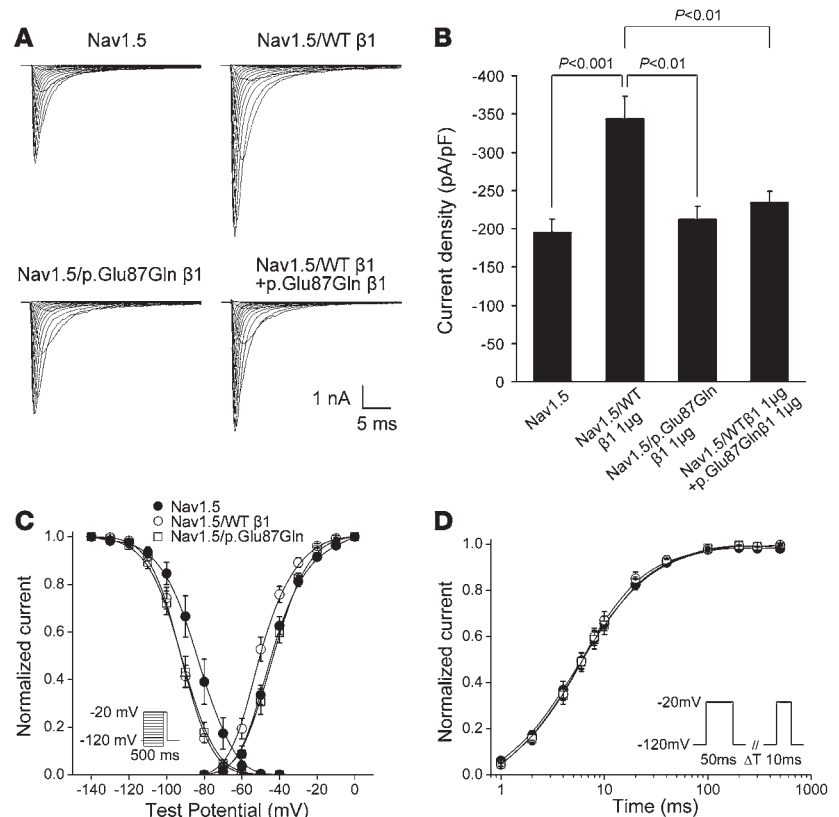 A
Nav1.5
Nav1.5/WT β1
Nav1.5/p.Glu87Gln β1
Nav1.5/WT β1
+p.Glu87Gln β1
1 nA
5 ms
B
P<0.01
P<0.001
P<0.01
Current density (pA/pF)
-400
-350
-300
-250
-200
-150
-100
-50
0
Nav1.5
Nav1.5/WT
β1 1μg
Nav1.5/p.Glu87Gln
β1 1μg
Nav1.5/WTβ1 1μg
+p.Glu87Glnβ1 1μg
C
Nav1.5
Nav1.5/WT β1
Nav1.5/p.Glu87Gln
Normalized current
1.0
0.8
0.6
0.4
0.2
0.0
-20 mV
-120 mV
500 ms
-140 -120 -100 -80 -60 -40 -20 0
Test Potential (mV)
D
Normalized current
1.0
0.8
0.6
0.4
0.2
0.0
-20mV
-120mV
//
50ms ΔT 10ms
1 10 100 1000
Time (ms)